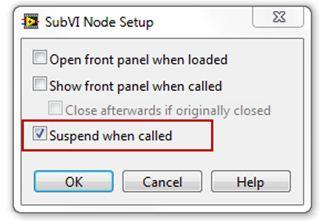 SubVI Node Setup
Open front panel when loaded
Show front panel when called
Close afterwards if originally closed
Suspend when called
OK
Cancel
Help